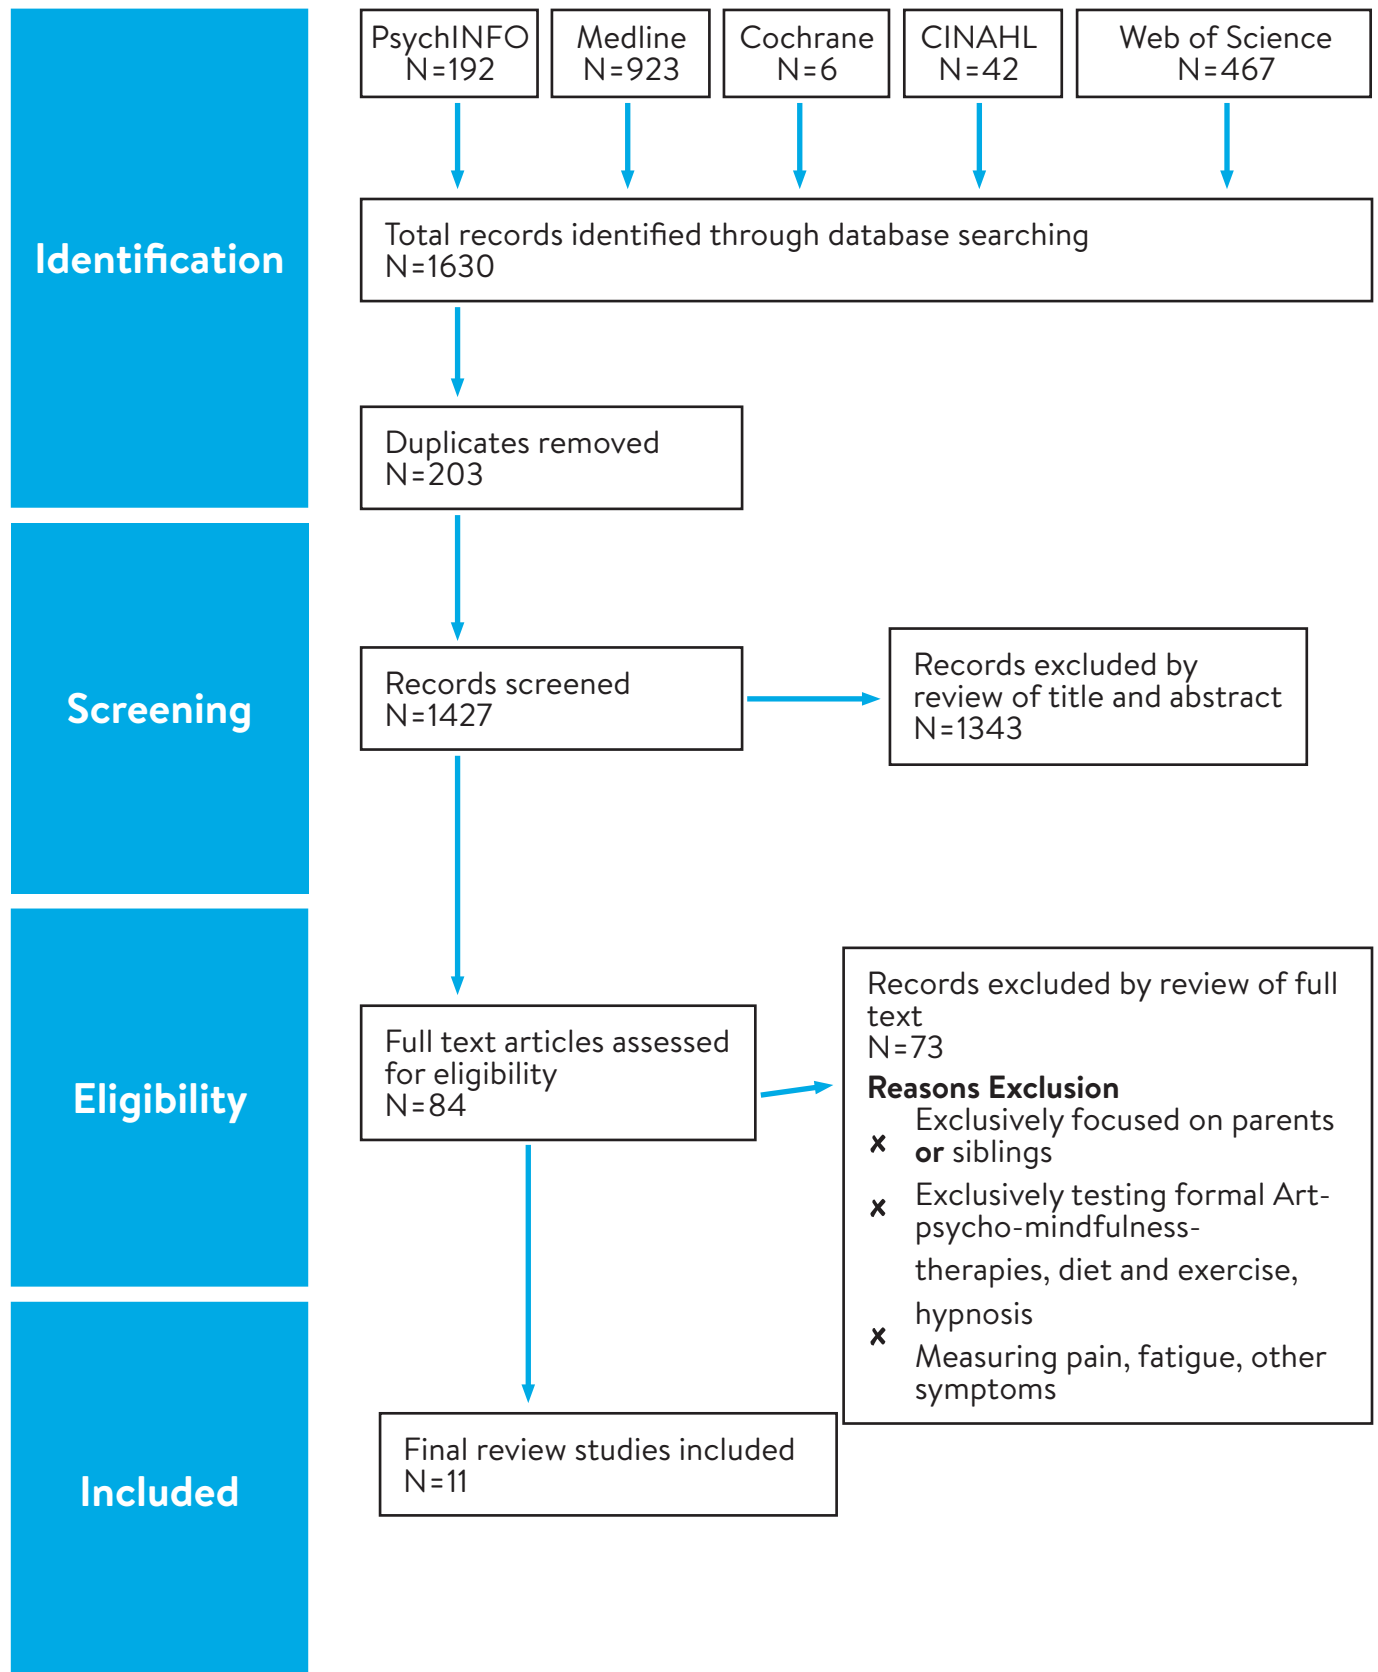 PsychINFO
N=192
Medline
N=923
Cochrane
N=6
CINAHL
N=42
Web of Science
N=467
Identification
Total records identified through database searching
N=1630
Duplicates removed
N=203
Screening
Records screened
N=1427
Records excluded by
review of title and abstract
N=1343
Eligibility
Full text articles assessed
for eligibility
N=84
Records excluded by review of full
text
N=73
Reasons Exclusion
✘ Exclusively focused on parents
or siblings
✘ Exclusively testing formal Art-
psycho-mindfulness-
therapies, diet and exercise,
hypnosis
✘ Measuring pain, fatigue, other
symptoms
Included
Final review studies included
N=11